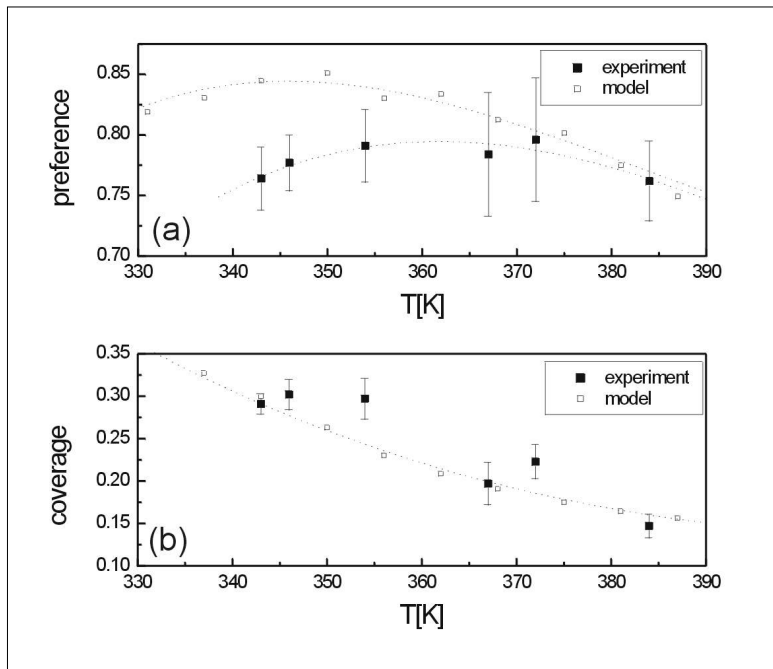 0.85
0.80
0.75
0.70
preference
(a)
experiment
model
330 340 350 360 370 380 390
T[K]
0.35
0.30
0.25
0.20
0.15
0.10
coverage
(b)
experiment
model
330 340 350 360 370 380 390
T[K]